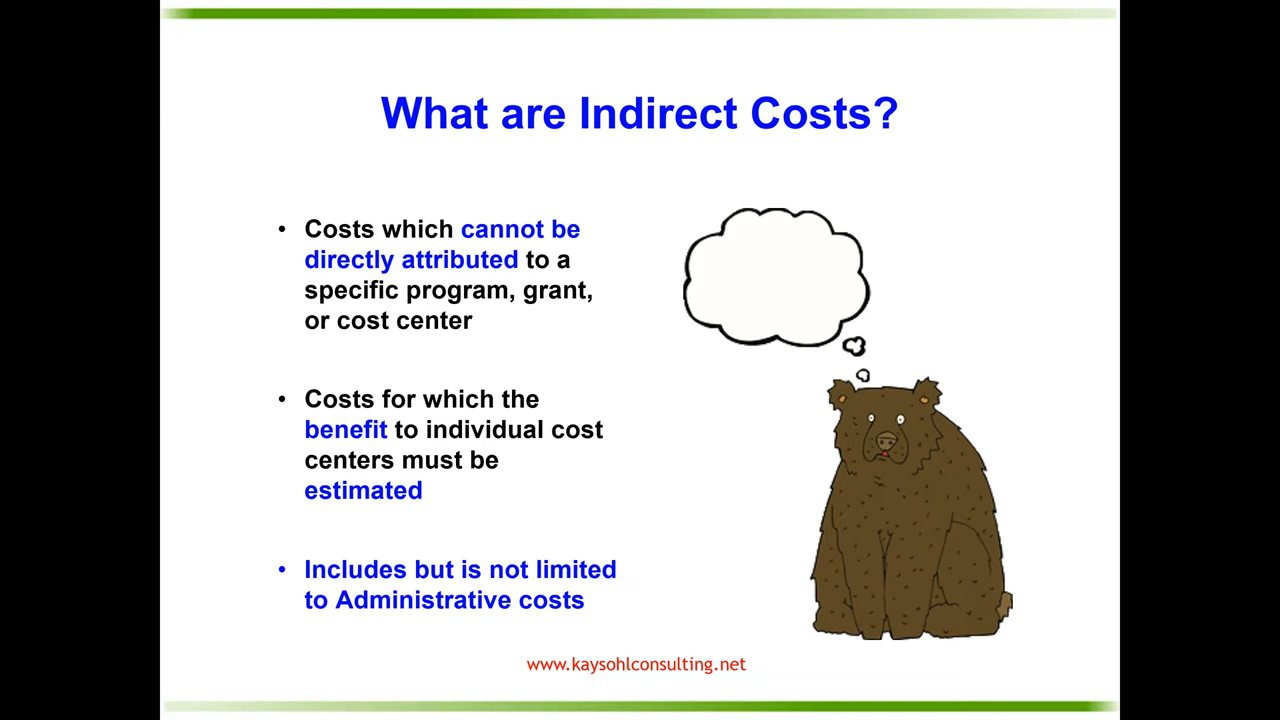 What are Indirect Costs?
• Costs which cannot be
directly attributed to a
specific program, grant,
or cost center
• Costs for which the
benefit to individual cost
centers must be
estimated
• Includes but is not limited
to Administrative costs
www.kaysohlconsulting.net